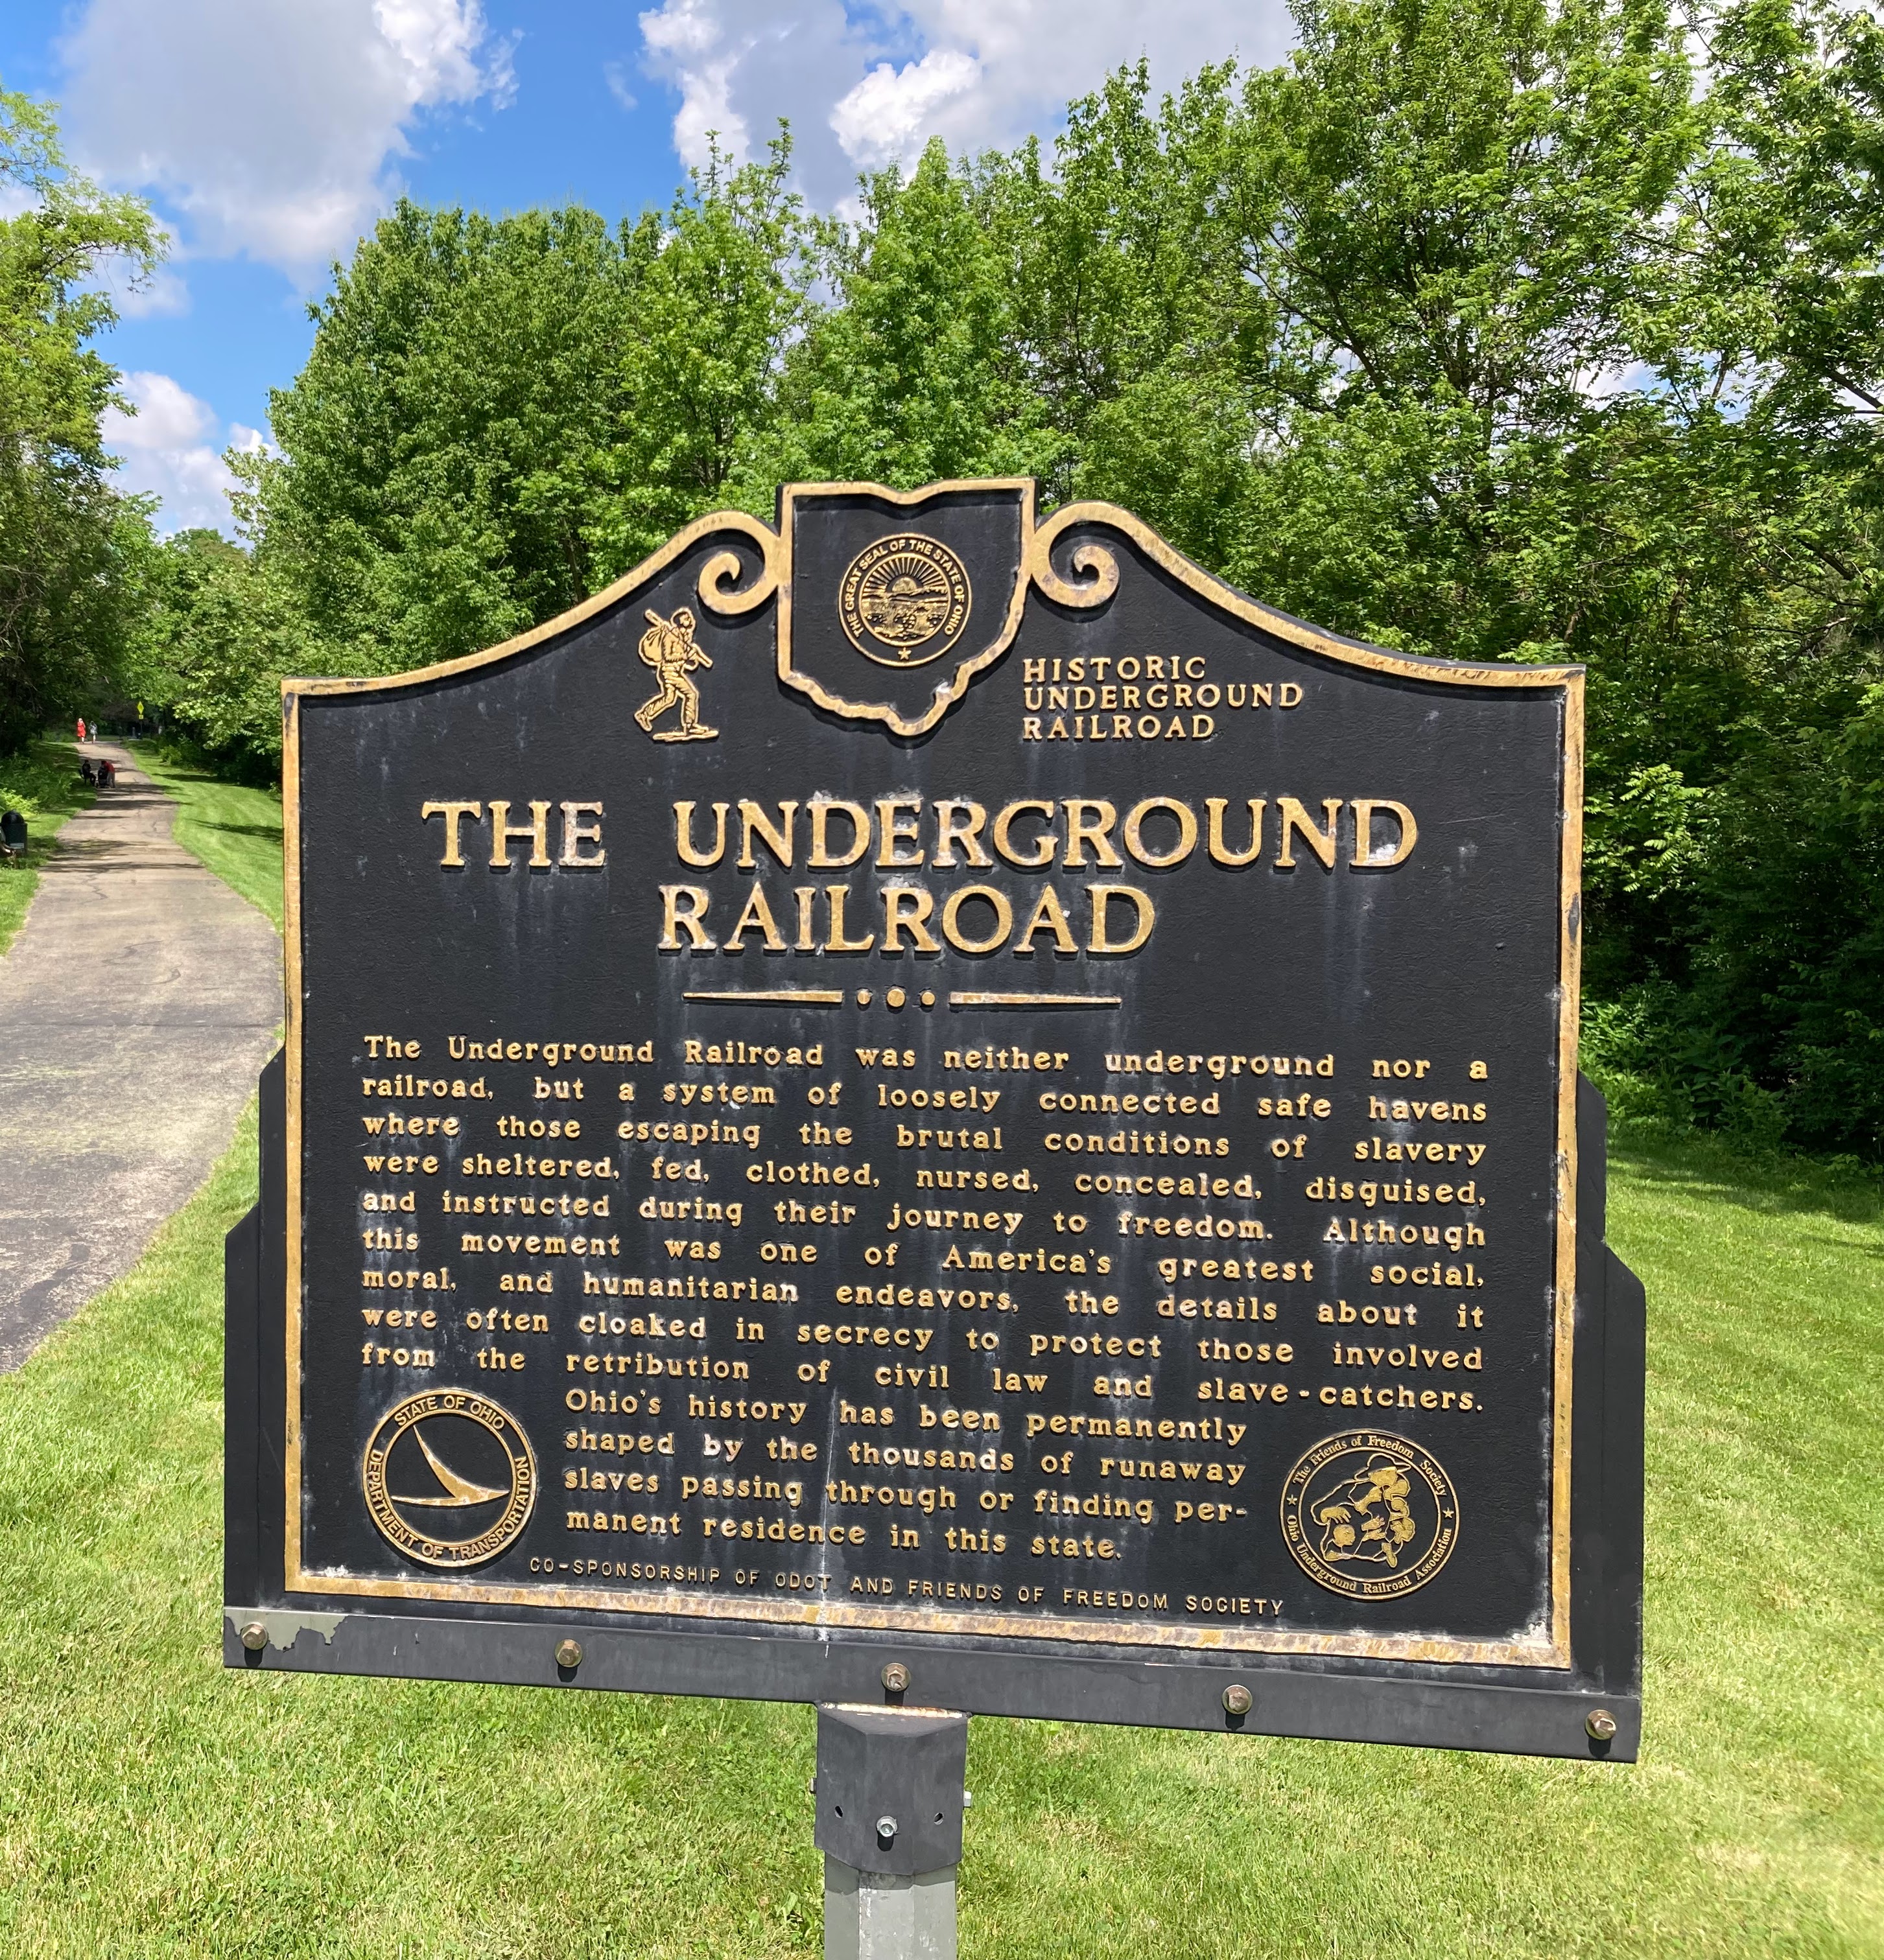 THE GREAT SEAL OF THE STATE OF OHIO
HISTORIC
UNDERGROUND
RAILROAD
THE UNDERGROUND
RAILROAD
The Underground Railroad was neither underground nor a
railroad, but a system of loosely connected safe havens
where those escaping the brutal conditions of slavery
were sheltered, fed, clothed, nursed, concealed, disguised,
and instructed during their journey to freedom. Although
this movement was one of America's greatest social,
moral, and humanitarian endeavors, the details about it
were often cloaked in secrecy to protect those involved
from the retribution of civil law and slave-catchers.
Ohio's history has been permanently
shaped by the thousands of runaway
slaves passing through or finding per-
manent residence in this state.
STATE OF OHIO
DEPARTMENT OF TRANSPORTATION
The Friends of Freedom Society
Ohio Underground Railroad Association
CO-SPONSORSHIP OF ODOT AND FRIENDS OF FREEDOM SOCIETY